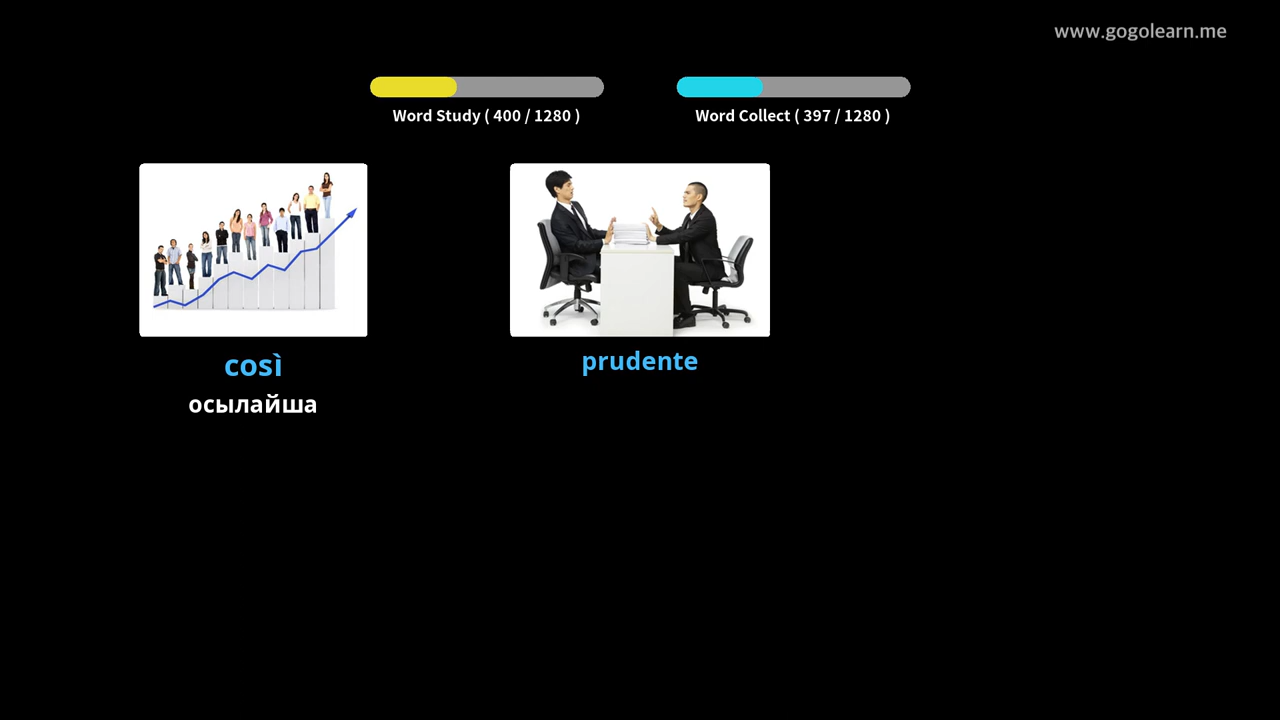 www.gogolearn.me
Word Study ( 400 / 1280 )
Word Collect ( 397 / 1280 )
così
осылайша
prudente